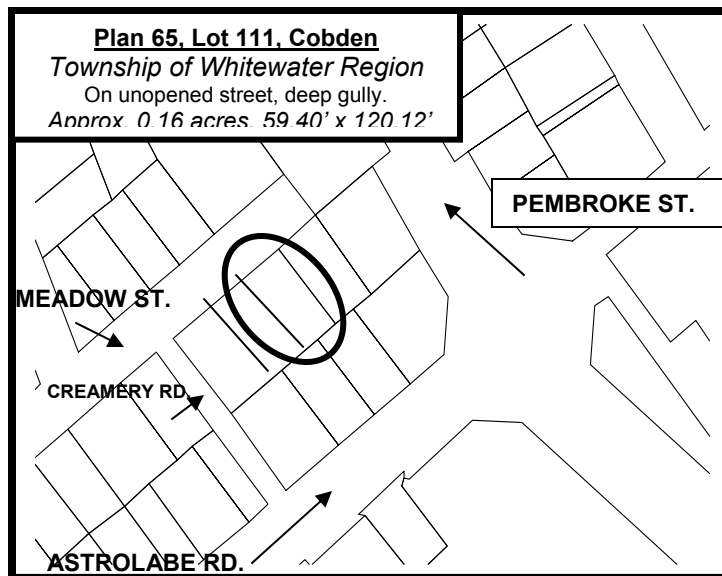 Plan 65, Lot 111, Cobden
Township of Whitewater Region
On unopened street, deep gully.
Approx. 0.16 acres, 59.40' x 120.12'
PEMBROKE ST.
MEADOW ST.
CREAMERY RD.
ASTROLABE RD.